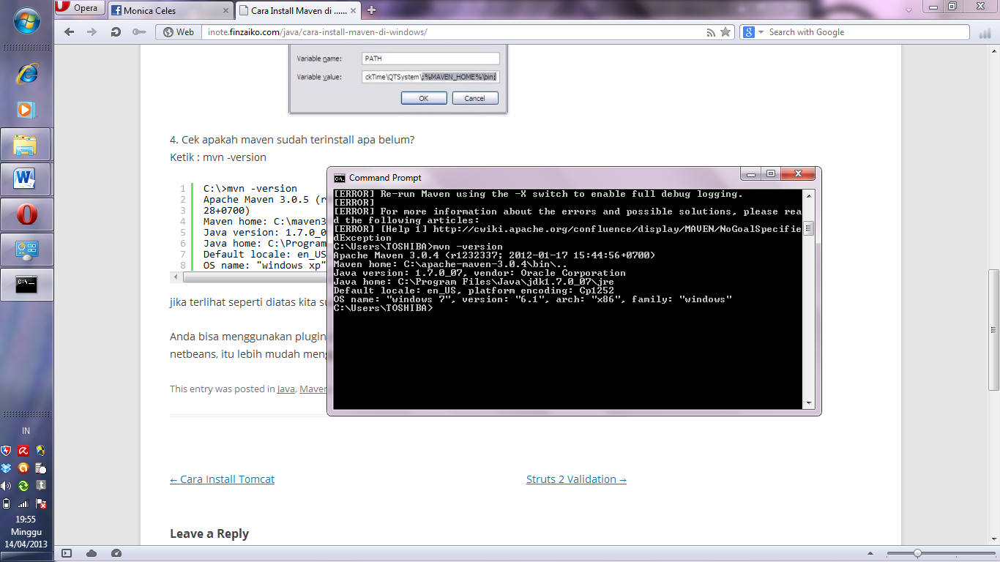 Opera
Monica Celes
Cara Install Maven di ......
Web
inote.finzaiko.com/java/cara-install-maven-di-windows/
Search with Google
Variable name:
PATH
Variable value:
ckTime\QTSystem\;%MAVEN_HOME%\bin;
OK
Cancel
4. Cek apakah maven sudah terinstall apa belum?
Ketik : mvn -version
1 C:\>mvn -version
2 Apache Maven 3.0.5 (r
3 28+0700)
4 Maven home: C:\maven3
5 Java version: 1.7.0_0
6 Java home: C:\Program
7 Default locale: en_US
8 OS name: "windows xp"
jika terlihat seperti diatas kita su
Anda bisa menggunakan plugin
netbeans, itu lebih mudah meng
This entry was posted in Java, Maven
Command Prompt
[ERROR] Re-run Maven using the -X switch to enable full debug logging.
[ERROR]
[ERROR] For more information about the errors and possible solutions, please rea
d the following articles:
[ERROR] [Help 1] http://cwiki.apache.org/confluence/display/MAVEN/NoGoalSpecifie
dException
C:\Users\TOSHIBA>mvn -version
Apache Maven 3.0.4 (r1232337; 2012-01-17 15:44:56+0700)
Maven home: C:\apache-maven-3.0.4\bin\..
Java version: 1.7.0_07, vendor: Oracle Corporation
Java home: C:\Program Files\Java\jdk1.7.0_07\jre
Default locale: en_US, platform encoding: Cp1252
OS name: "windows 7", version: "6.1", arch: "x86", family: "windows"
C:\Users\TOSHIBA>
← Cara Install Tomcat
Struts 2 Validation →
Leave a Reply
IN
19:55
Minggu
14/04/2013